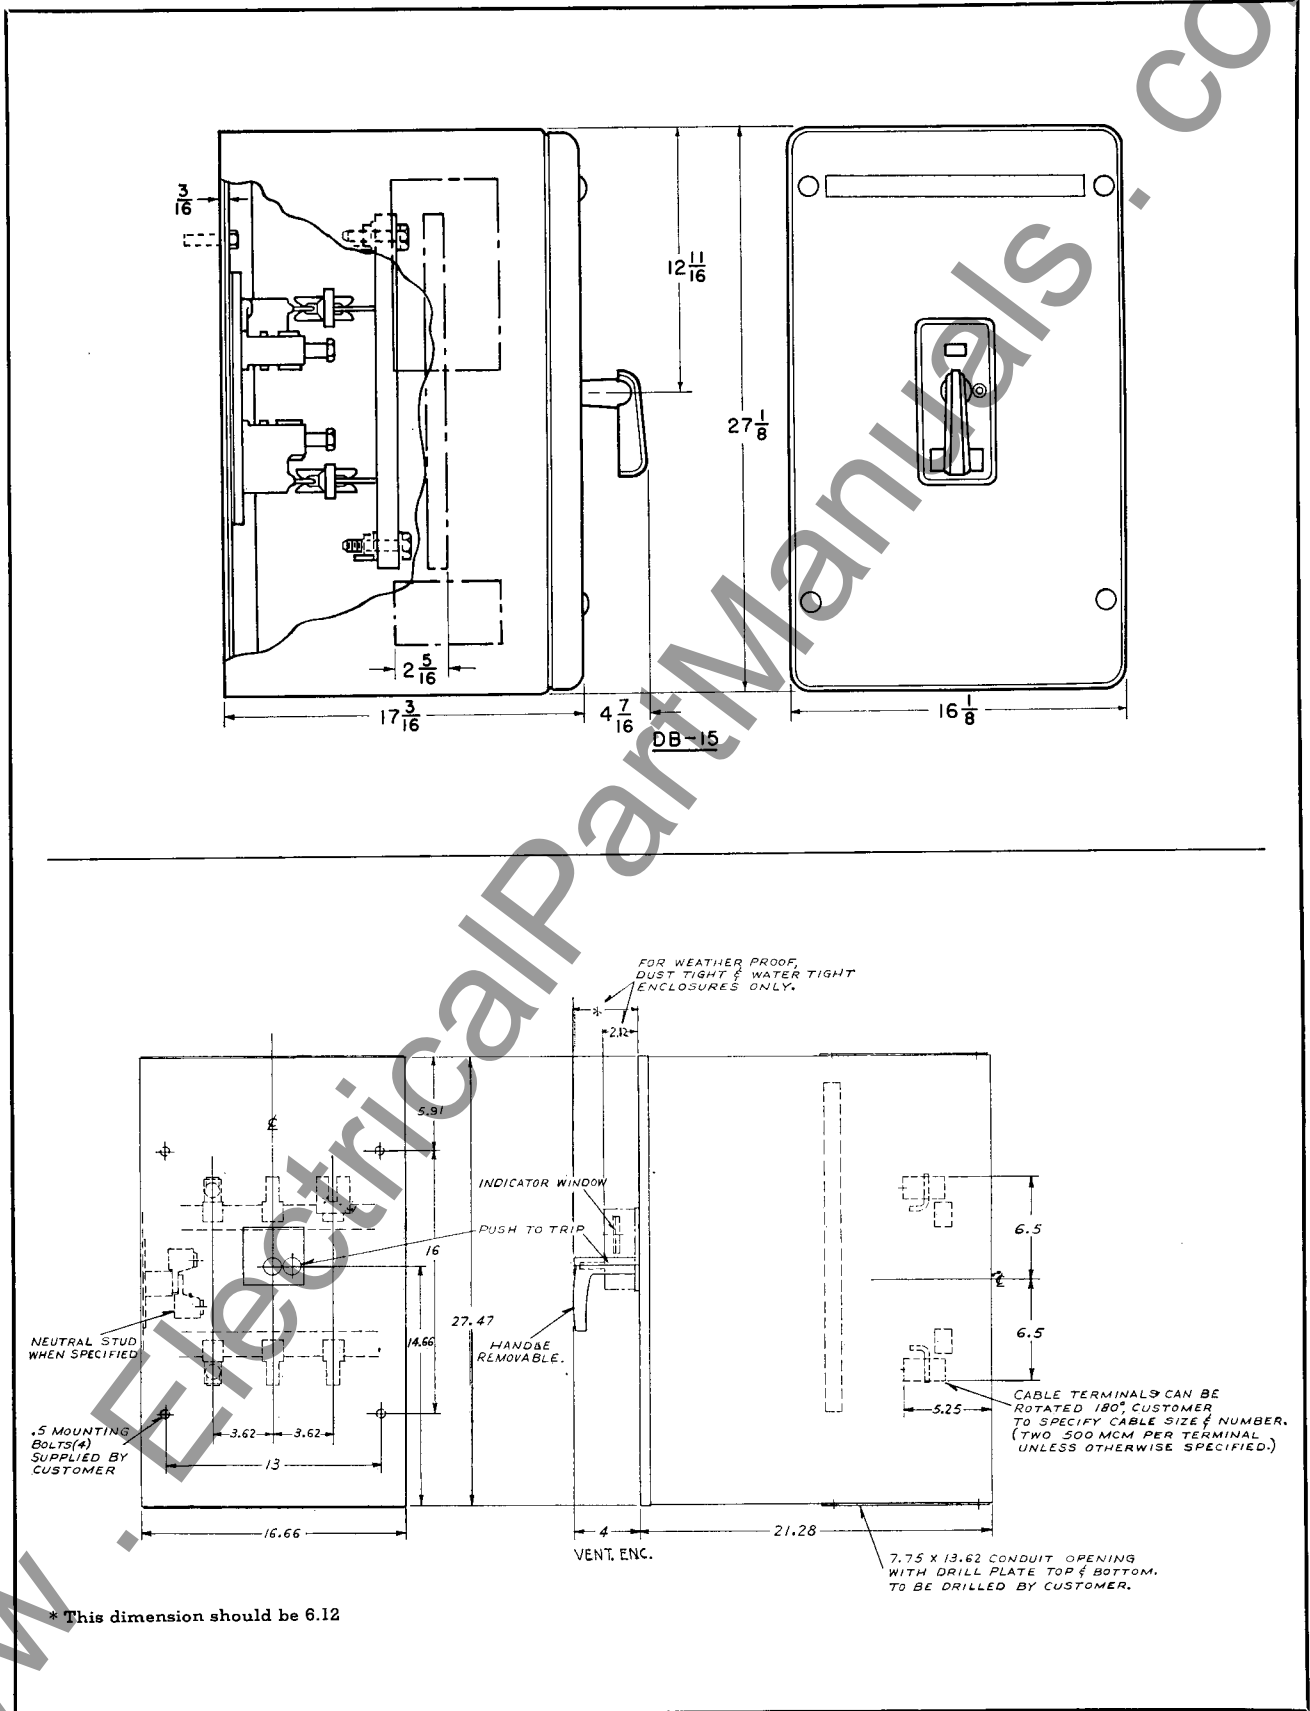 3/16
12 11/16
27 1/8
2 5/16
17 3/16
4 7/16
16 1/8
DB-15
FOR WEATHER PROOF,
DUST TIGHT & WATER TIGHT
ENCLOSURES ONLY.
*
2.12
5.91
℄
INDICATOR WINDOW
PUSH TO TRIP
16
6.5
℄
27.47
14.66
6.5
NEUTRAL STUD
WHEN SPECIFIED
HANDLE
REMOVABLE.
5.25
CABLE TERMINALS CAN BE
ROTATED 180°, CUSTOMER
TO SPECIFY CABLE SIZE & NUMBER.
(TWO 500 MCM PER TERMINAL
UNLESS OTHERWISE SPECIFIED.)
.5 MOUNTING
BOLTS(4)
SUPPLIED BY
CUSTOMER
3.62
3.62
13
16.66
4
21.28
VENT. ENC.
7.75 X 13.62 CONDUIT OPENING
WITH DRILL PLATE TOP & BOTTOM.
TO BE DRILLED BY CUSTOMER.
* This dimension should be 6.12
w . ElectricalPartManuals . co